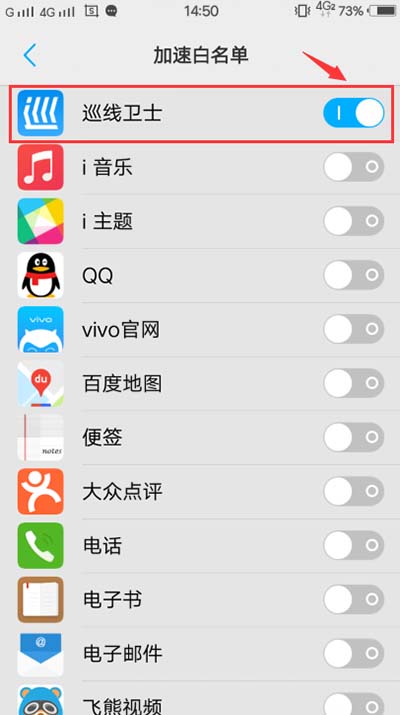 G 4G S 14:50 4G2 73%
加速白名单
巡线卫士
i 音乐
i 主题
QQ
vivo
vivo官网
du
百度地图
notes
便签
大众点评
电话
电子书
@
电子邮件
飞熊视频